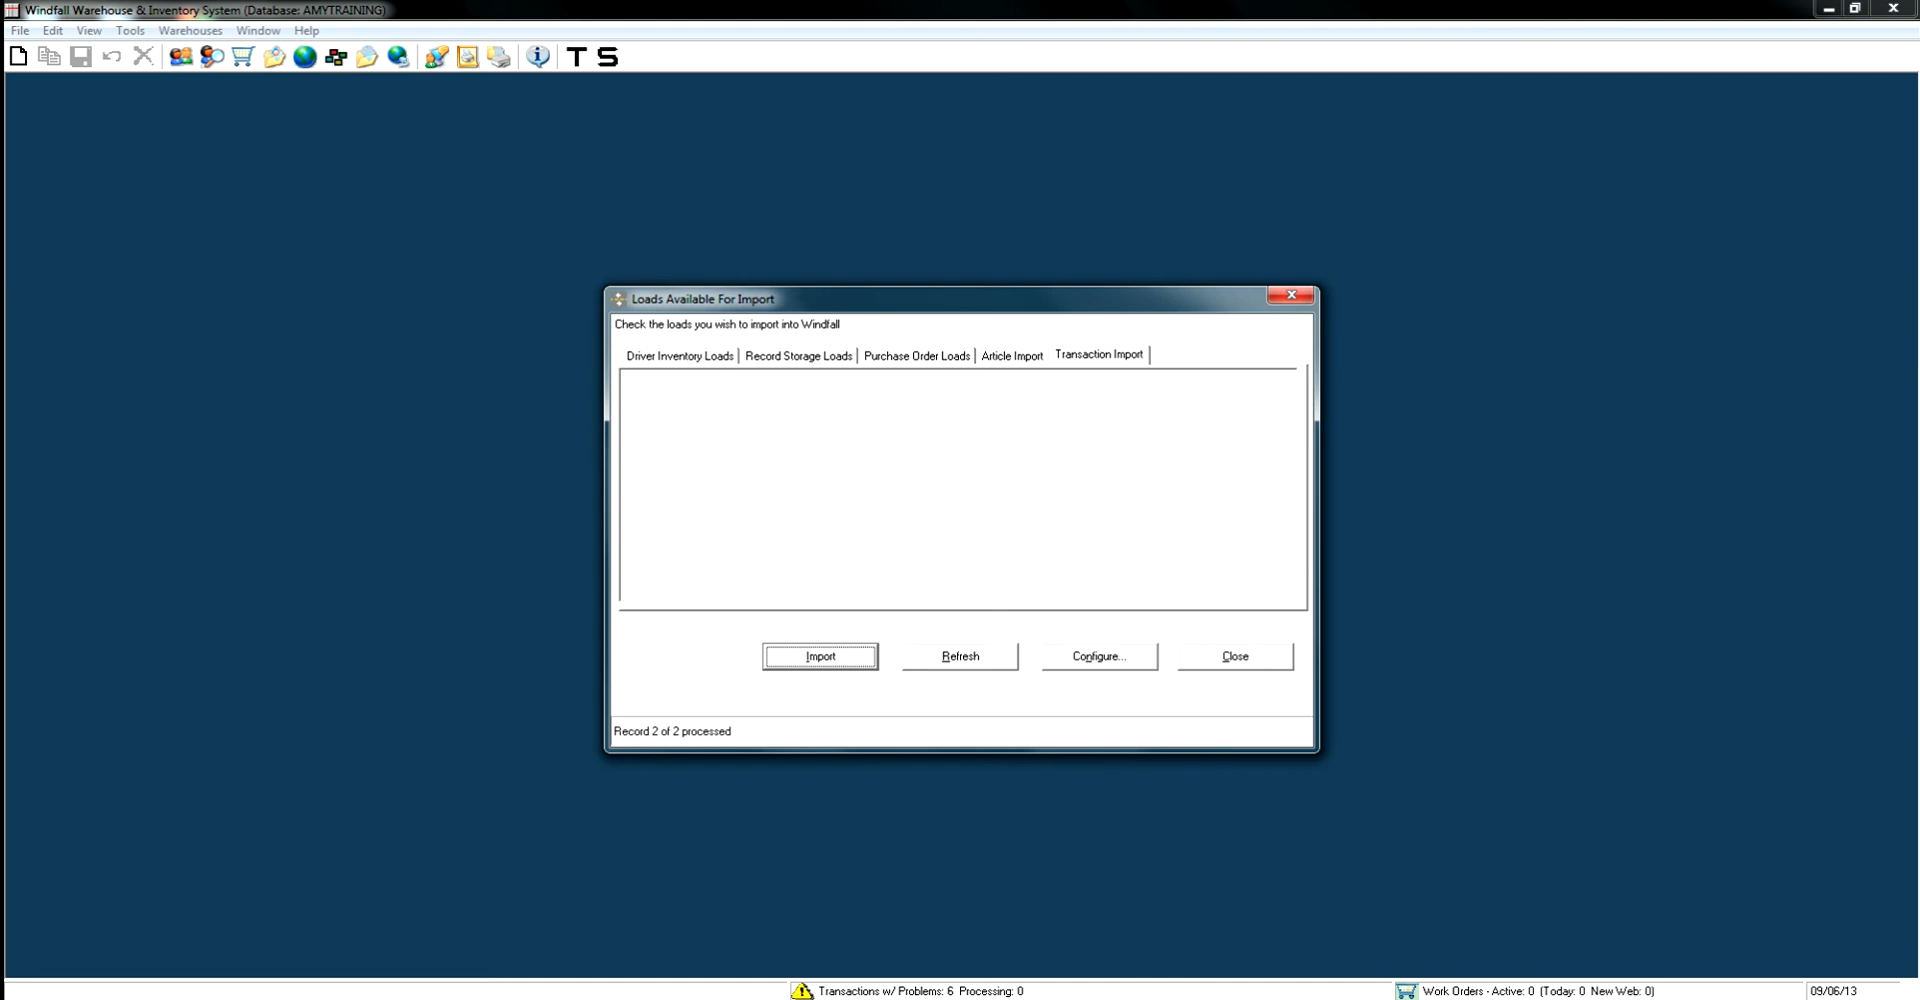 Windfall Warehouse & Inventory System (Database: AMYTRAINING)
File Edit View Tools Warehouses Window Help
T S
Loads Available For Import
Check the loads you wish to import into Windfall
Driver Inventory Loads Record Storage Loads Purchase Order Loads Article Import Transaction Import
Import Refresh Configure... Close
Record 2 of 2 processed
Transactions w/ Problems: 6 Processing: 0 Work Orders - Active: 0 (Today: 0 New Web: 0) 09/06/13